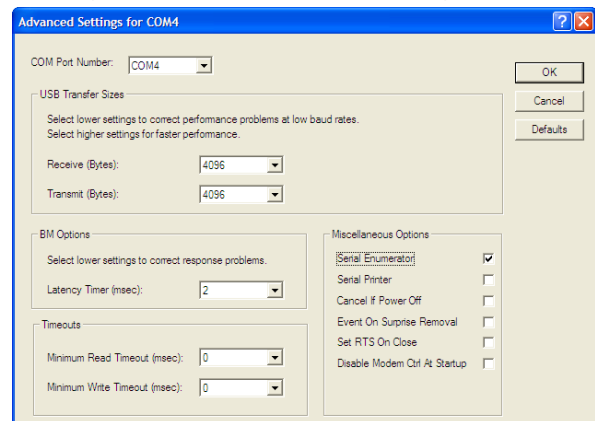 Advanced Settings for COM4
COM Port Number: COM4
OK
Cancel
Defaults
USB Transfer Sizes
Select lower settings to correct performance problems at low baud rates.
Select higher settings for faster performance.
Receive (Bytes): 4096
Transmit (Bytes): 4096
BM Options
Select lower settings to correct response problems.
Latency Timer (msec): 2
Timeouts
Minimum Read Timeout (msec): 0
Minimum Write Timeout (msec): 0
Miscellaneous Options
Serial Enumerator
Serial Printer
Cancel If Power Off
Event On Surprise Removal
Set RTS On Close
Disable Modem Ctrl At Startup